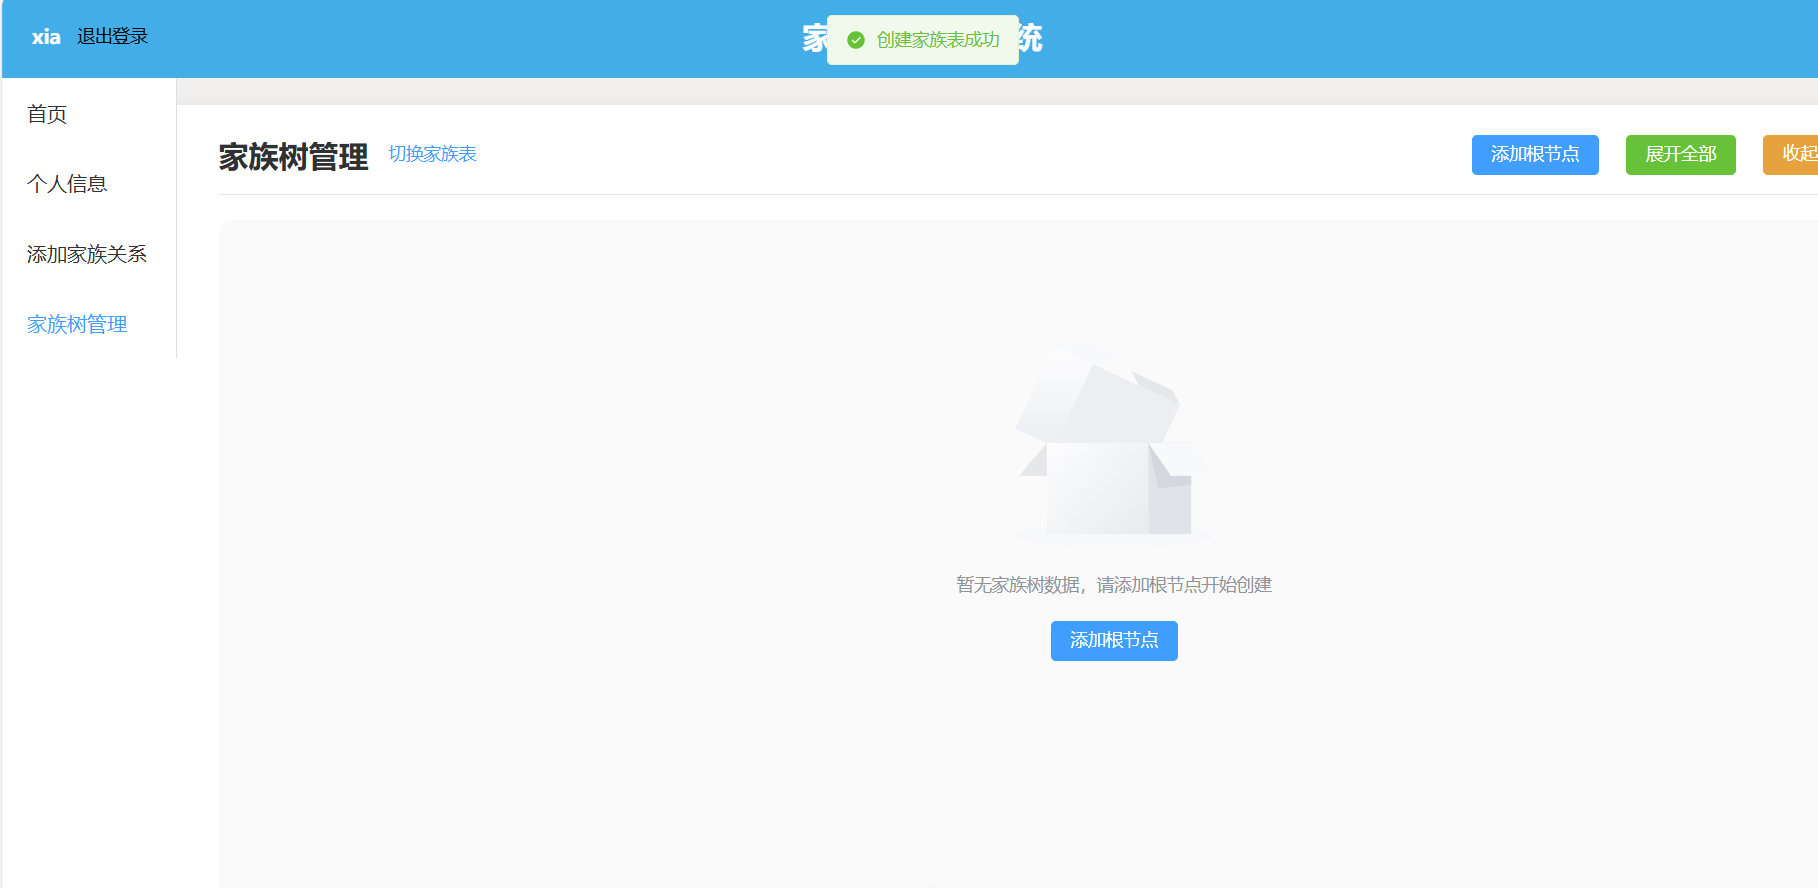 xia 退出登录
家
创建家族表成功
统
首页
个人信息
添加家族关系
家族树管理
家族树管理 切换家族表
添加根节点 展开全部 收起
暂无家族树数据，请添加根节点开始创建
添加根节点